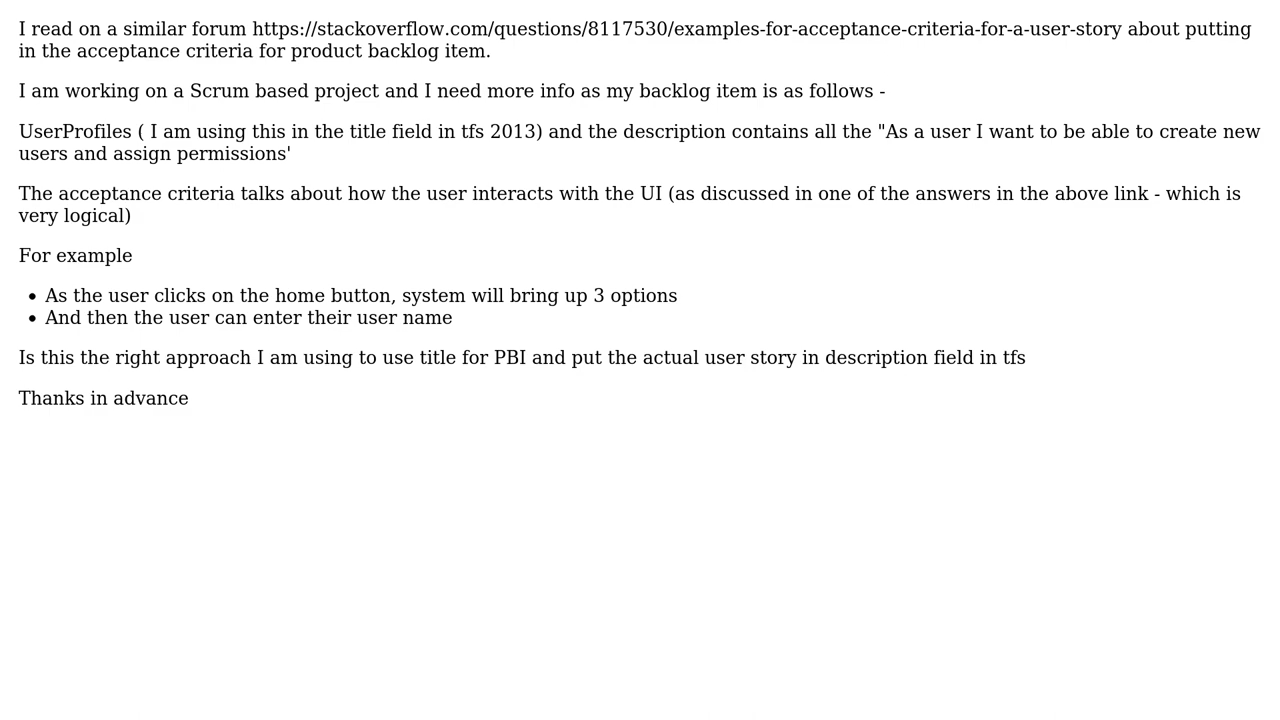 I read on a similar forum https://stackoverflow.com/questions/8117530/examples-for-acceptance-criteria-for-a-user-story about putting
in the acceptance criteria for product backlog item.
I am working on a Scrum based project and I need more info as my backlog item is as follows -
UserProfiles ( I am using this in the title field in tfs 2013) and the description contains all the "As a user I want to be able to create new
users and assign permissions'
The acceptance criteria talks about how the user interacts with the UI (as discussed in one of the answers in the above link - which is
very logical)
For example
• As the user clicks on the home button, system will bring up 3 options
• And then the user can enter their user name
Is this the right approach I am using to use title for PBI and put the actual user story in description field in tfs
Thanks in advance